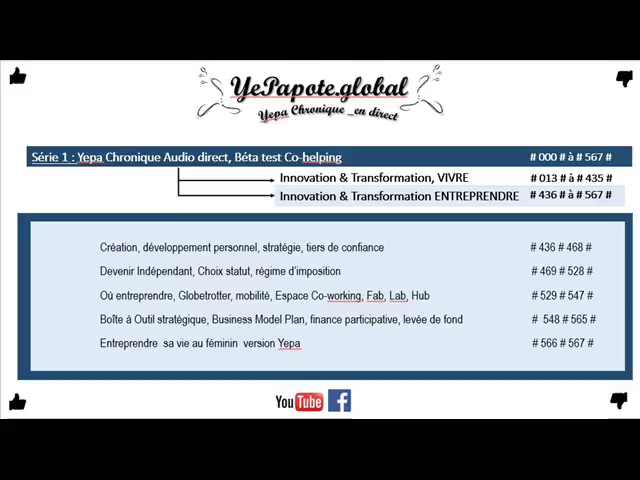 YePapote.global
Yepa Chronique _en direct
Série 1 : Yepa Chronique Audio direct, Béta test Co-helping # 000 # à # 567 #
Innovation & Transformation, VIVRE # 013 # à # 435 #
Innovation & Transformation ENTREPRENDRE # 436 # à # 567 #
Création, développement personnel, stratégie, tiers de confiance # 436 # 468 #
Devenir Indépendant, Choix statut, régime d'imposition # 469 # 528 #
Où entreprendre, Globetrotter, mobilité, Espace Co-working, Fab, Lab, Hub # 529 # 547 #
Boîte à Outil stratégique, Business Model Plan, finance participative, levée de fond # 548 # 565 #
Entreprendre sa vie au féminin version Yepa # 566 # 567 #
YouTube f